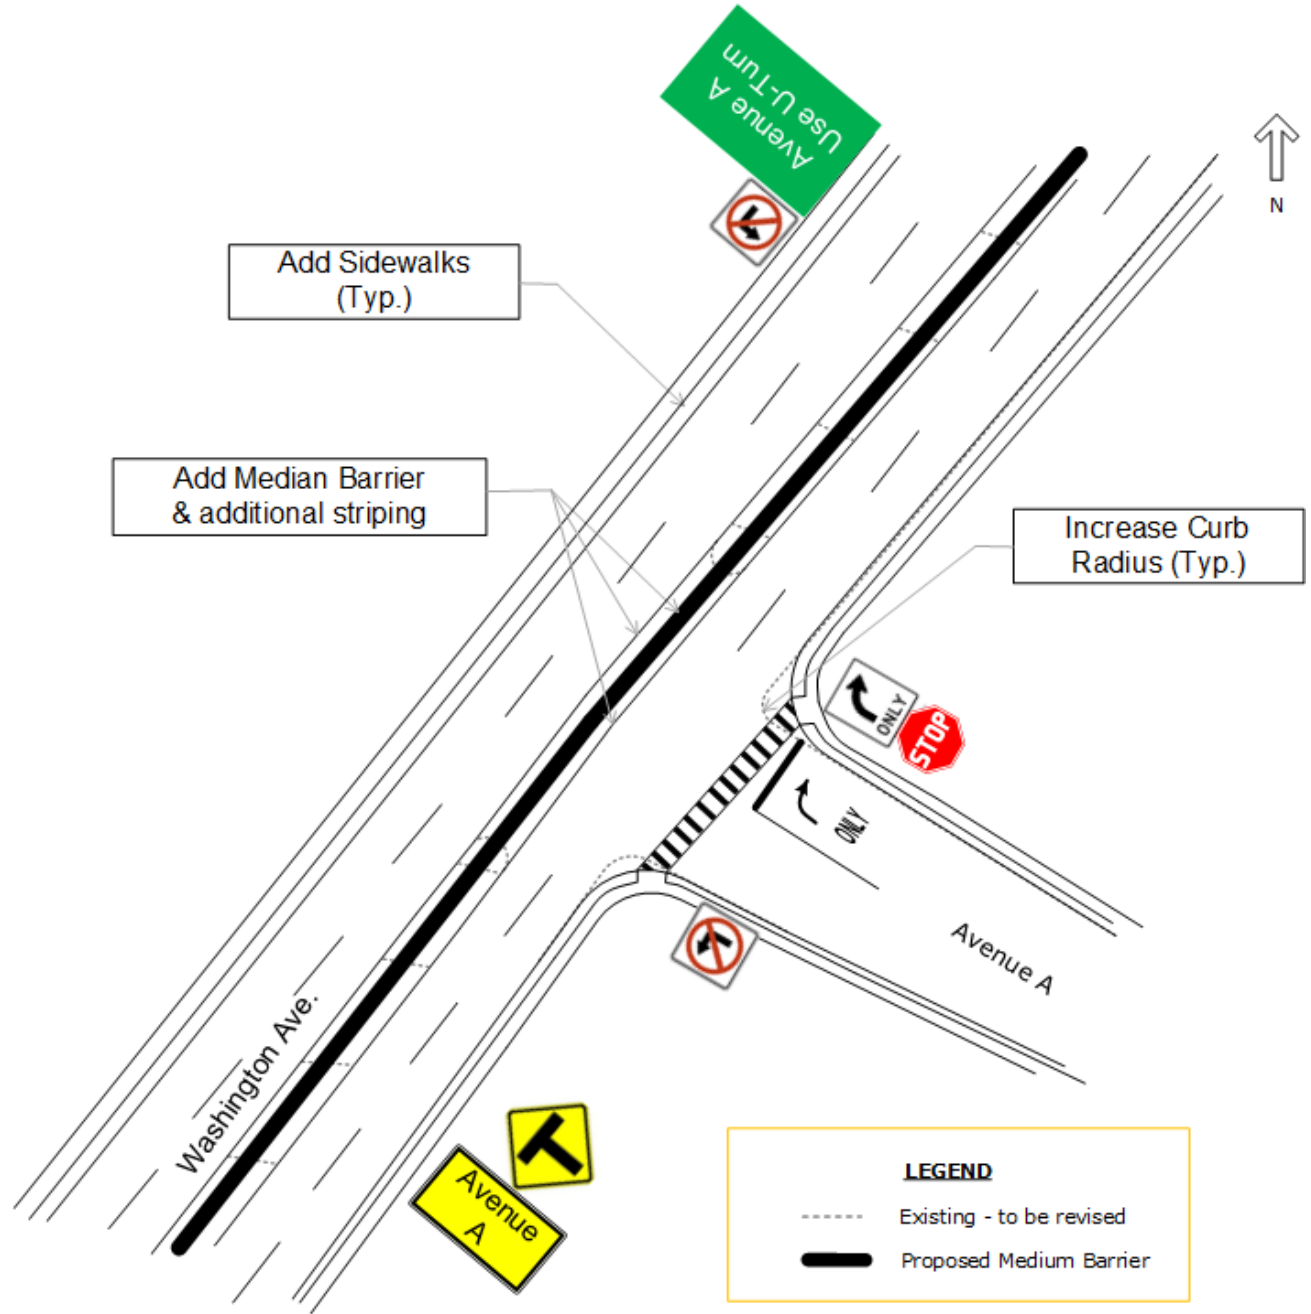 Avenue A
Use U-Turn
N
Add Sidewalks
(Typ.)
Add Median Barrier
& additional striping
Increase Curb
Radius (Typ.)
ONLY
STOP
ONLY
Avenue A
Washington Ave.
Avenue
A
LEGEND
Existing - to be revised
Proposed Medium Barrier